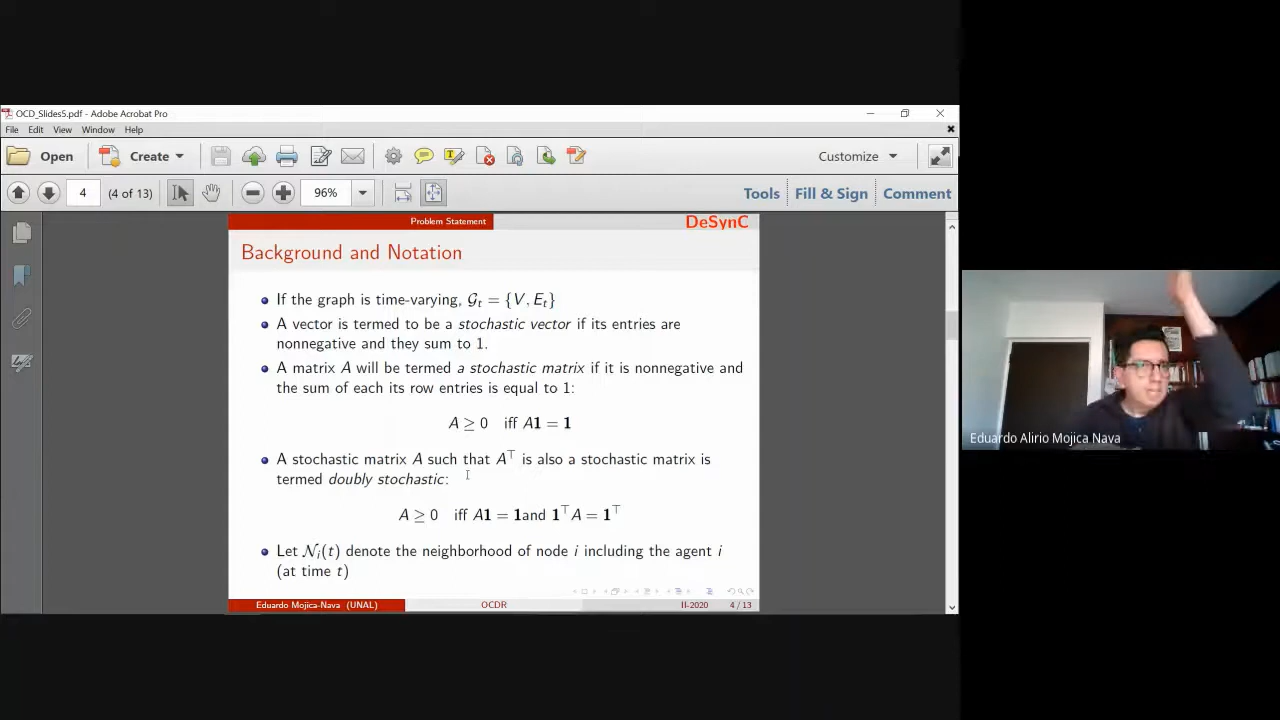 OCD_Slides5.pdf - Adobe Acrobat Pro
File Edit View Window Help
Open Create Customize
4 (4 of 13) 96% Tools Fill & Sign Comment
Problem Statement DeSynC
Background and Notation
If the graph is time-varying, 𝒢ₜ = {V, Eₜ}
A vector is termed to be a stochastic vector if its entries are
nonnegative and they sum to 1.
A matrix A will be termed a stochastic matrix if it is nonnegative and
the sum of each its row entries is equal to 1:
A ≥ 0 iff A1 = 1
A stochastic matrix A such that A⊤ is also a stochastic matrix is
termed doubly stochastic:
A ≥ 0 iff A1 = 1and 1⊤A = 1⊤
Let 𝒩ᵢ(t) denote the neighborhood of node i including the agent i
(at time t)
Eduardo Mojica-Nava (UNAL) OCDR II-2020 4 / 13
Eduardo Alirio Mojica Nava